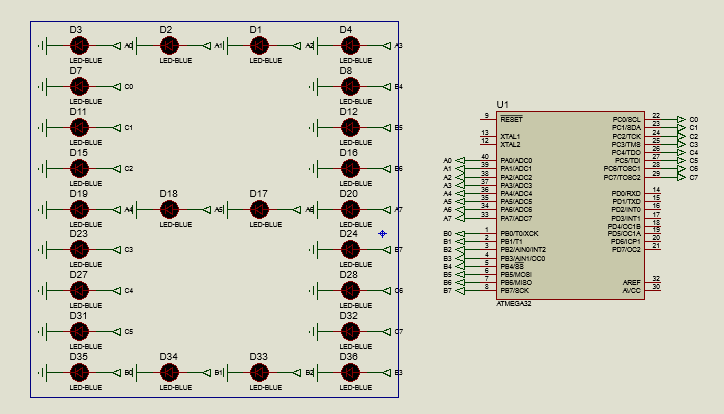 D3 D2 D1 D4
A0 A1 A2 A3
LED-BLUE LED-BLUE LED-BLUE LED-BLUE
D7 D8
C0 B4
LED-BLUE LED-BLUE
D11 D12
C1 B5
LED-BLUE LED-BLUE
D15 D16
C2 B6
LED-BLUE LED-BLUE
D19 D18 D17 D20
A4 A5 A6 A7
LED-BLUE LED-BLUE LED-BLUE LED-BLUE
D23 D24
C3 B7
LED-BLUE LED-BLUE
D27 D28
C4 C6
LED-BLUE LED-BLUE
D31 D32
C5 C7
LED-BLUE LED-BLUE
D35 D34 D33 D36
B0 B1 B2 B3
LED-BLUE LED-BLUE LED-BLUE LED-BLUE
U1
9 RESET PC0/SCL 22 C0
PC1/SDA 23 C1
13 XTAL1 PC2/TCK 24 C2
12 XTAL2 PC3/TMS 25 C3
PC4/TDO 26 C4
A0 40 PA0/ADC0 PC5/TDI 27 C5
A1 39 PA1/ADC1 PC6/TOSC1 28 C6
A2 38 PA2/ADC2 PC7/TOSC2 29 C7
A3 37 PA3/ADC3
A4 36 PA4/ADC4 PD0/RXD 14
A5 35 PA5/ADC5 PD1/TXD 15
A6 34 PA6/ADC6 PD2/INT0 16
A7 33 PA7/ADC7 PD3/INT1 17
PD4/OC1B 18
B0 1 PB0/T0/XCK PD5/OC1A 19
B1 2 PB1/T1 PD6/ICP1 20
B2 3 PB2/AIN0/INT2 PD7/OC2 21
B3 4 PB3/AIN1/OC0
B4 5 PB4/SS
B5 6 PB5/MOSI
B6 7 PB6/MISO AREF 32
B7 8 PB7/SCK AVCC 30
ATMEGA32